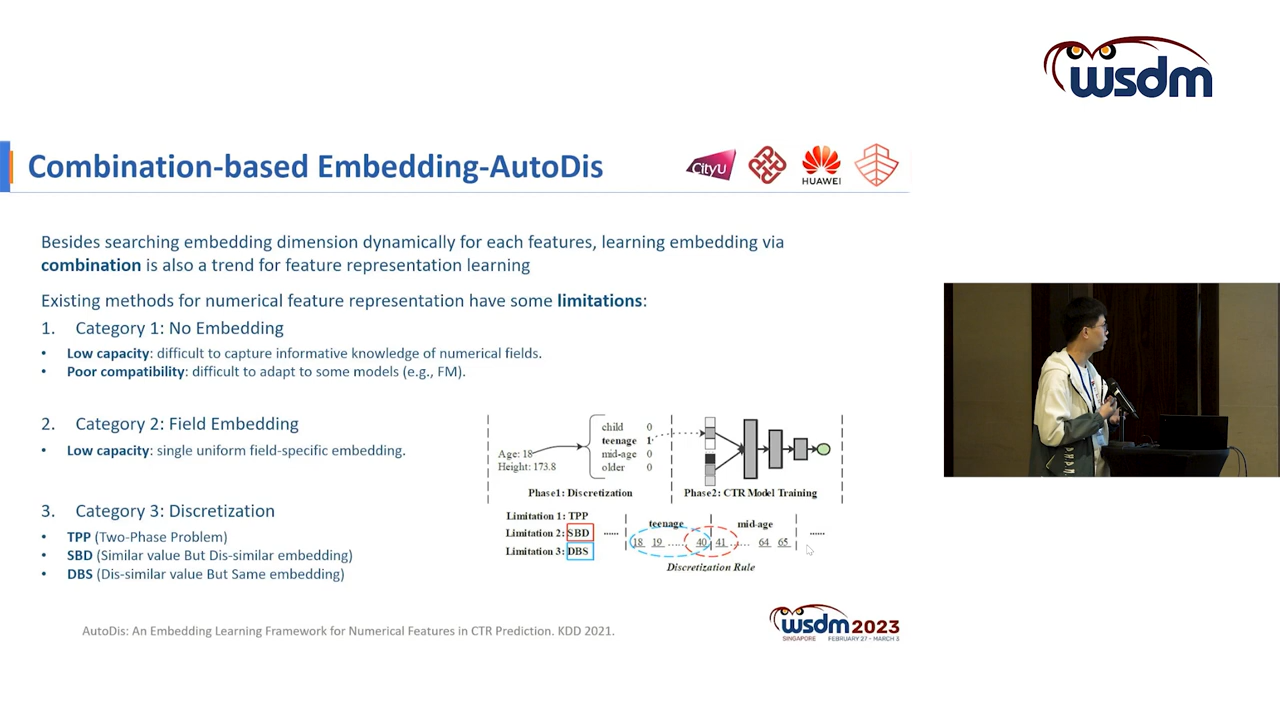 wsdm
Combination-based Embedding-AutoDis
CityU
HUAWEI
Besides searching embedding dimension dynamically for each features, learning embedding via
combination is also a trend for feature representation learning
Existing methods for numerical feature representation have some limitations:
1. Category 1: No Embedding
• Low capacity: difficult to capture informative knowledge of numerical fields.
• Poor compatibility: difficult to adapt to some models (e.g., FM).
2. Category 2: Field Embedding
• Low capacity: single uniform field-specific embedding.
3. Category 3: Discretization
• TPP (Two-Phase Problem)
• SBD (Similar value But Dis-similar embedding)
• DBS (Dis-similar value But Same embedding)
Age: 18
Height: 173.8
child 0
teenage 1
mid-age 0
older 0
Phase1: Discretization
Phase2: CTR Model Training
Limitation 1: TPP
Limitation 2: SBD
Limitation 3: DBS
...... teenage mid-age ......
18 19 ...... 40 41 ...... 64 65
Discretization Rule
AutoDis: An Embedding Learning Framework for Numerical Features in CTR Prediction. KDD 2021.
wsdm 2023
SINGAPORE FEBRUARY 27 - MARCH 3